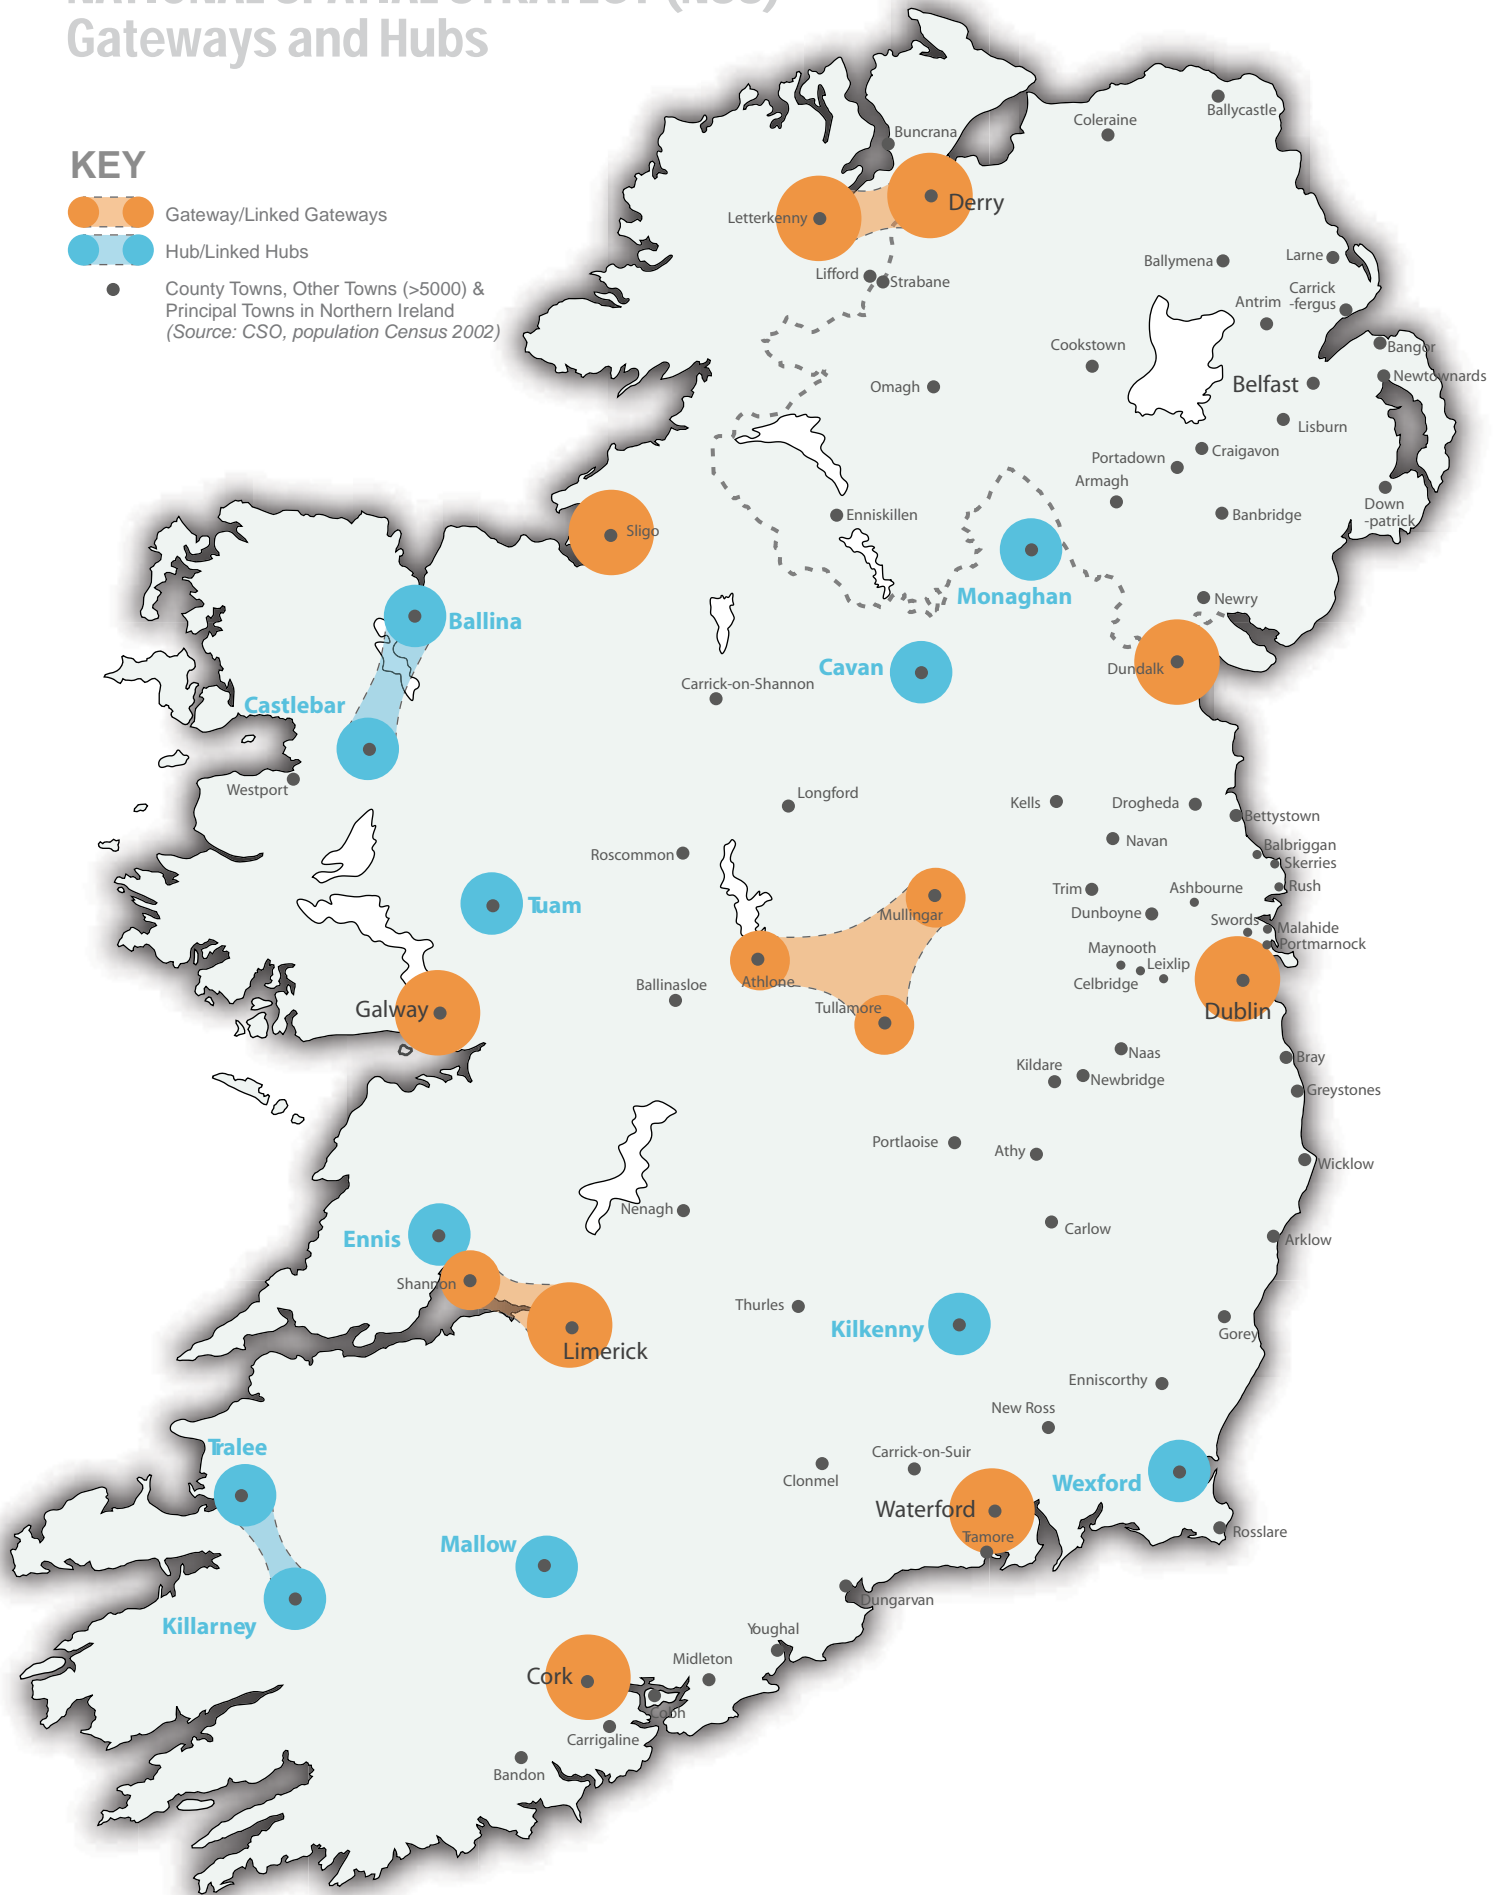 NATIONAL SPATIAL STRATEGY (NSS)
Gateways and Hubs
KEY
Gateway/Linked Gateways
Hub/Linked Hubs
County Towns, Other Towns (>5000) &
Principal Towns in Northern Ireland
(Source: CSO, population Census 2002)
Ballycastle
Coleraine
Buncrana
Derry
Letterkenny
Lifford
Strabane
Ballymena
Larne
Carrick
-fergus
Antrim
Cookstown
Bangor
Newtownards
Omagh
Belfast
Lisburn
Craigavon
Portadown
Armagh
Down
-patrick
Banbridge
Enniskillen
Sligo
Monaghan
Newry
Ballina
Cavan
Dundalk
Carrick-on-Shannon
Castlebar
Westport
Longford
Kells
Drogheda
Bettystown
Navan
Balbriggan
Skerries
Roscommon
Rush
Trim
Ashbourne
Tuam
Mullingar
Dunboyne
Swords
Malahide
Portmarnock
Maynooth
Leixlip
Celbridge
Athlone
Ballinasloe
Tullamore
Galway
Dublin
Naas
Bray
Kildare
Newbridge
Greystones
Portlaoise
Athy
Wicklow
Nenagh
Carlow
Ennis
Arklow
Shannon
Thurles
Kilkenny
Gorey
Limerick
Enniscorthy
New Ross
Tralee
Carrick-on-Suir
Clonmel
Wexford
Waterford
Tramore
Rosslare
Mallow
Dungarvan
Killarney
Youghal
Midleton
Cork
Cobh
Carrigaline
Bandon